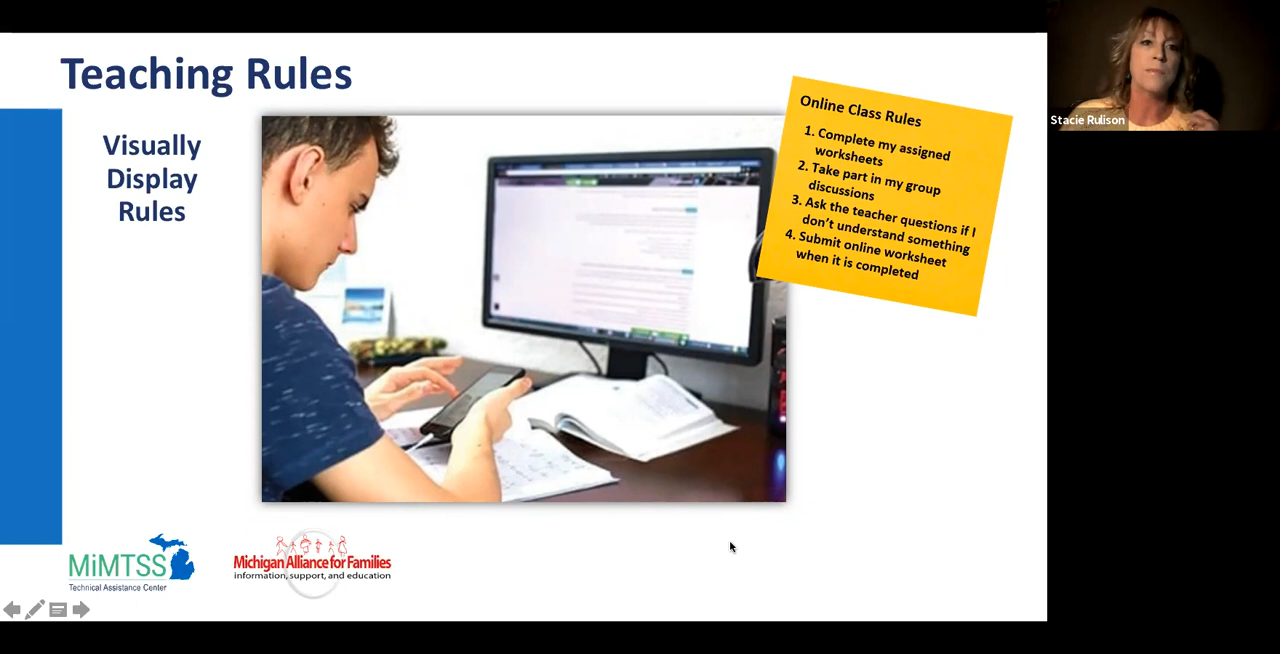 Teaching Rules
Visually
Display
Rules
Online Class Rules
1. Complete my assigned
worksheets
2. Take part in my group
discussions
3. Ask the teacher questions if I
don't understand something
4. Submit online worksheet
when it is completed
Stacie Rulison
MiMTSS
Technical Assistance Center
Michigan Alliance for Families
information, support, and education